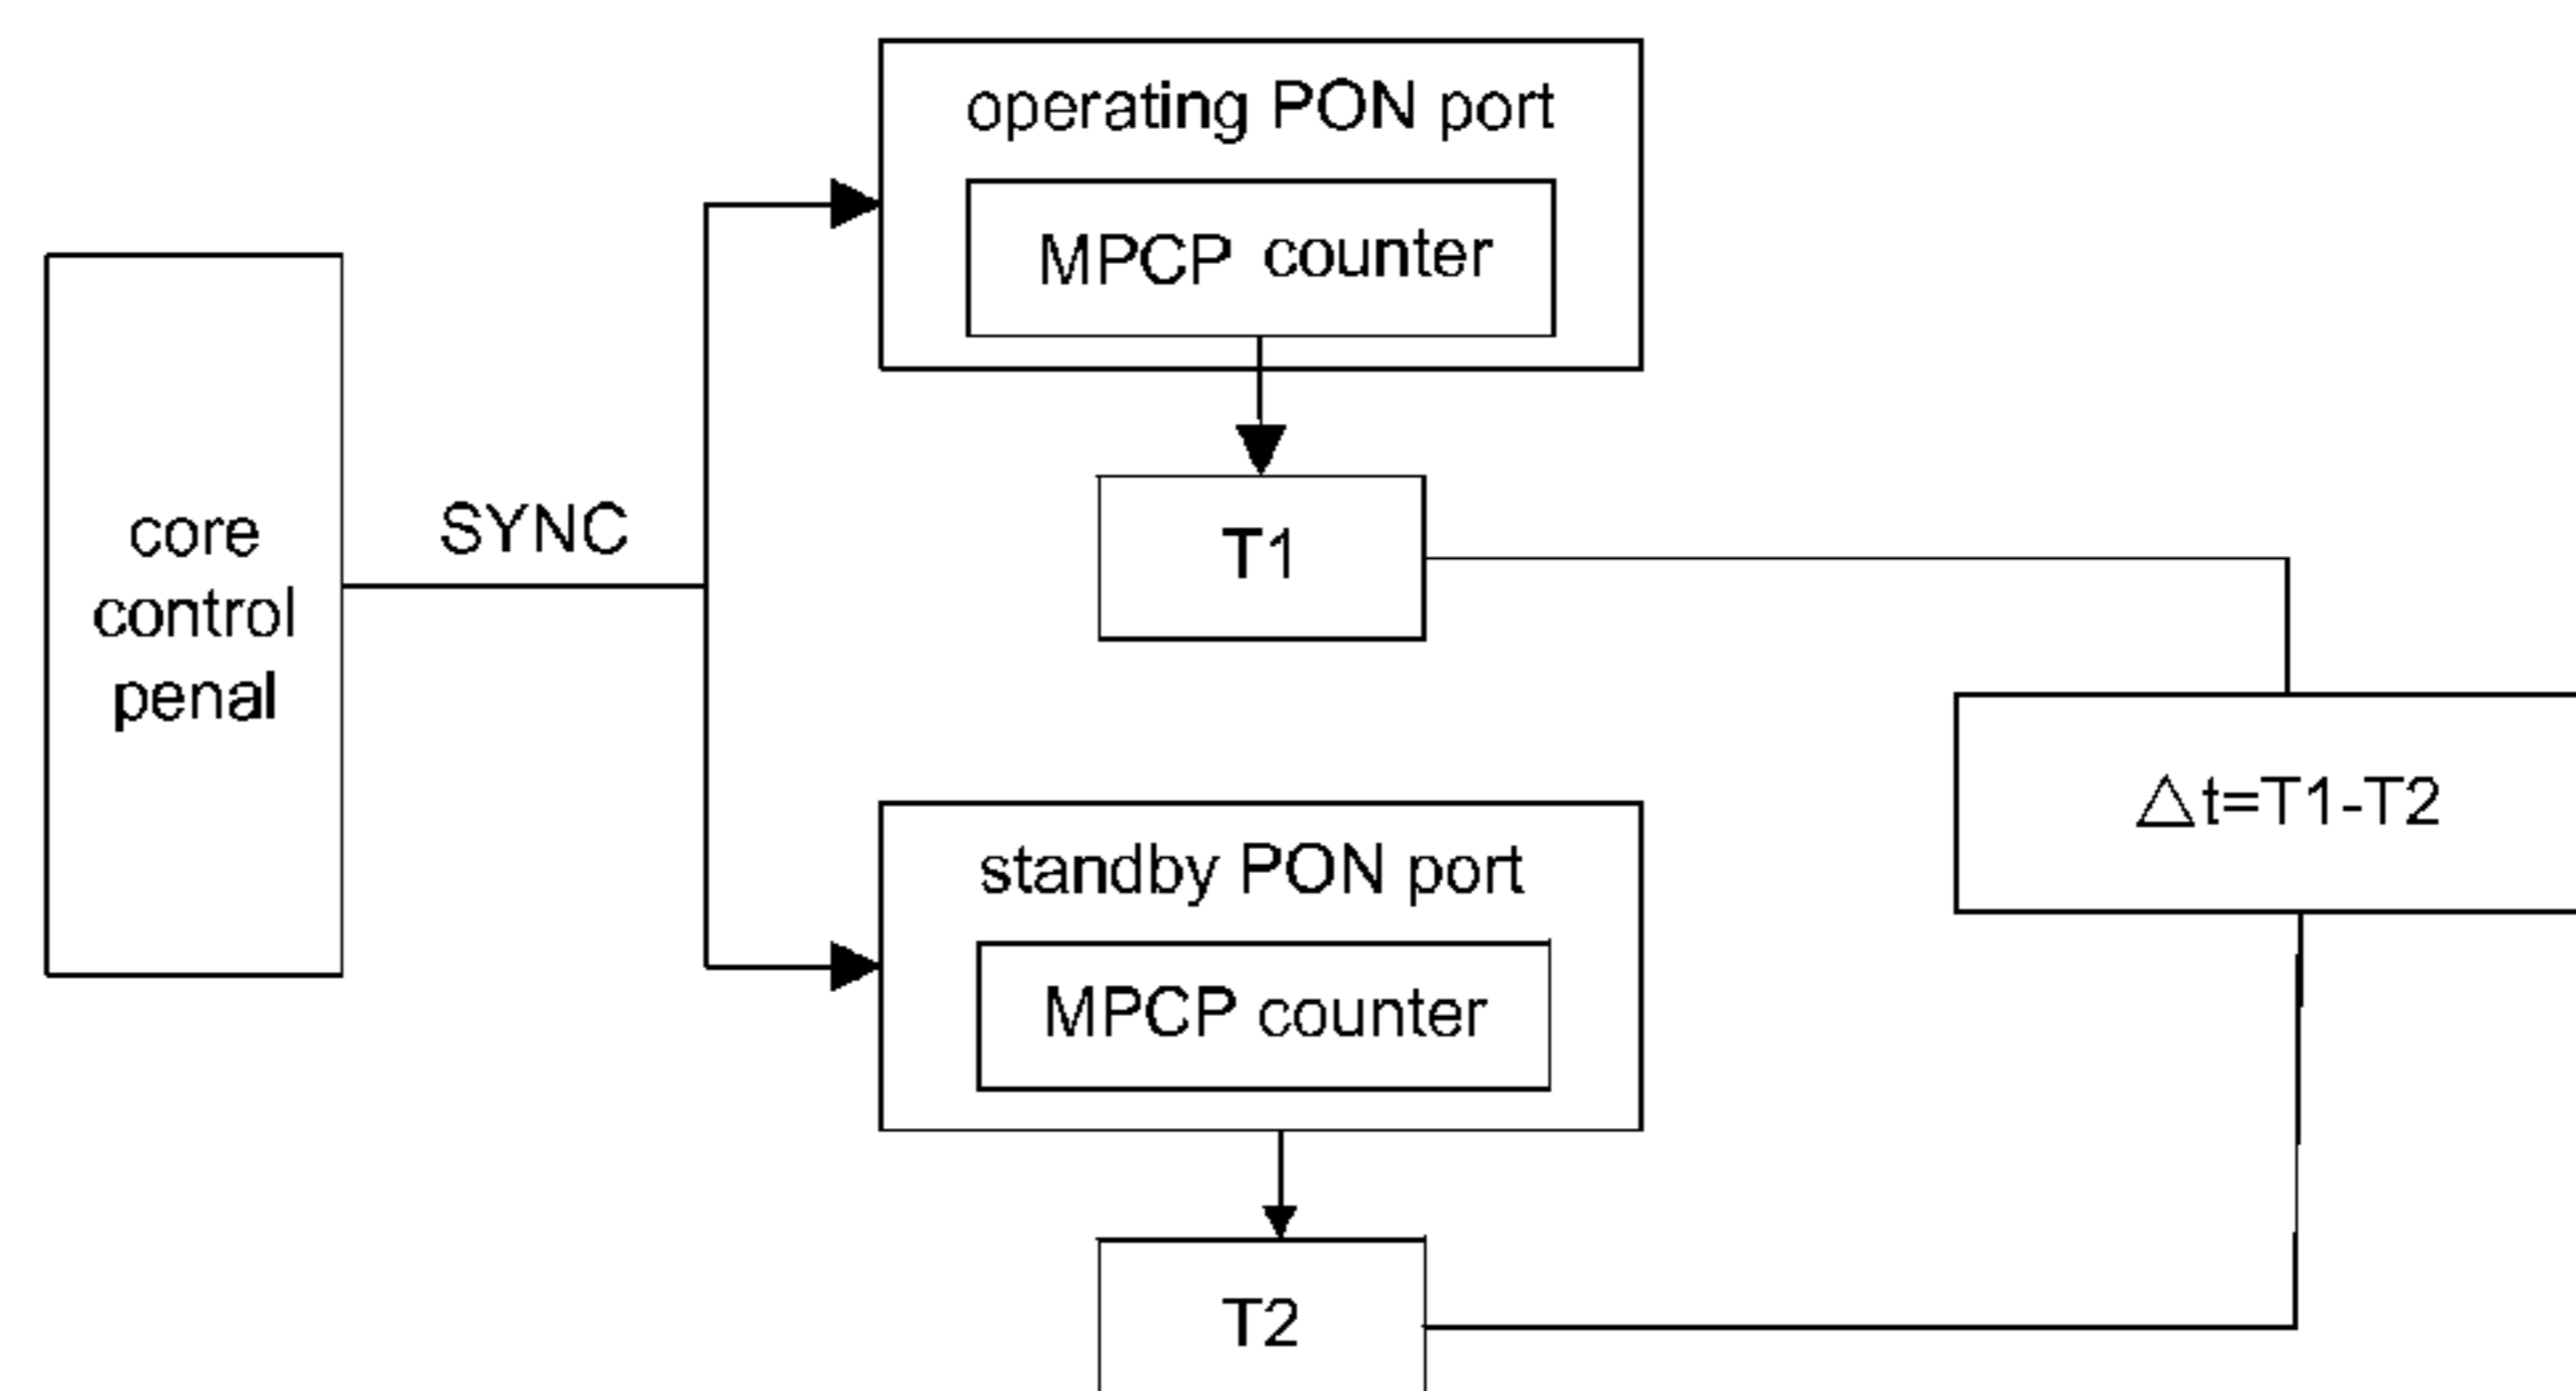 operating PON port
MPCP counter
core
control
penal
SYNC
T1
△t=T1-T2
standby PON port
MPCP counter
T2